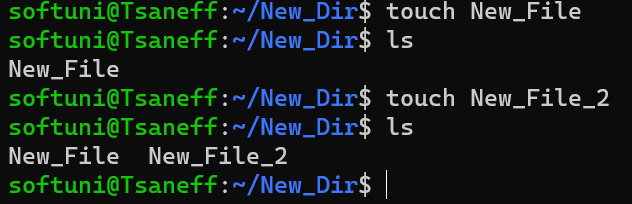 softuni@Tsaneff:~/New_Dir$ touch New_File
softuni@Tsaneff:~/New_Dir$ ls
New_File
softuni@Tsaneff:~/New_Dir$ touch New_File_2
softuni@Tsaneff:~/New_Dir$ ls
New_File  New_File_2
softuni@Tsaneff:~/New_Dir$